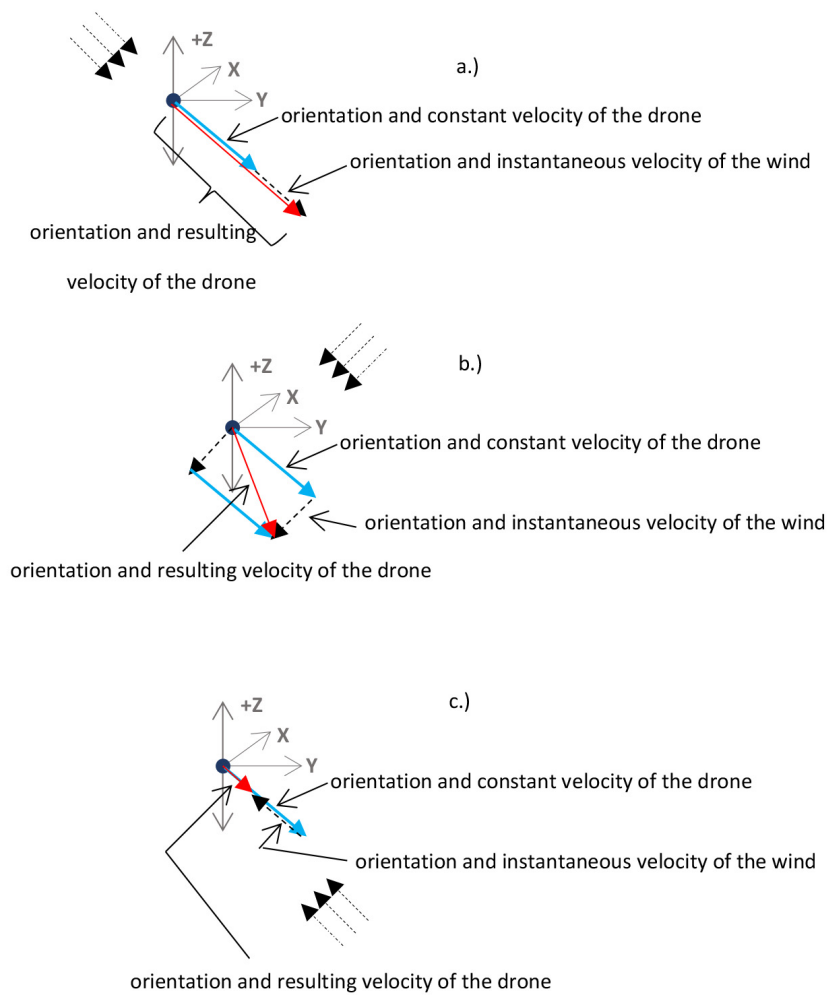 +Z
a.)
X
Y
orientation and constant velocity of the drone
orientation and instantaneous velocity of the wind
orientation and resulting
velocity of the drone
+Z
b.)
X
Y
orientation and constant velocity of the drone
orientation and instantaneous velocity of the wind
orientation and resulting velocity of the drone
+Z
c.)
X
Y
orientation and constant velocity of the drone
orientation and instantaneous velocity of the wind
orientation and resulting velocity of the drone